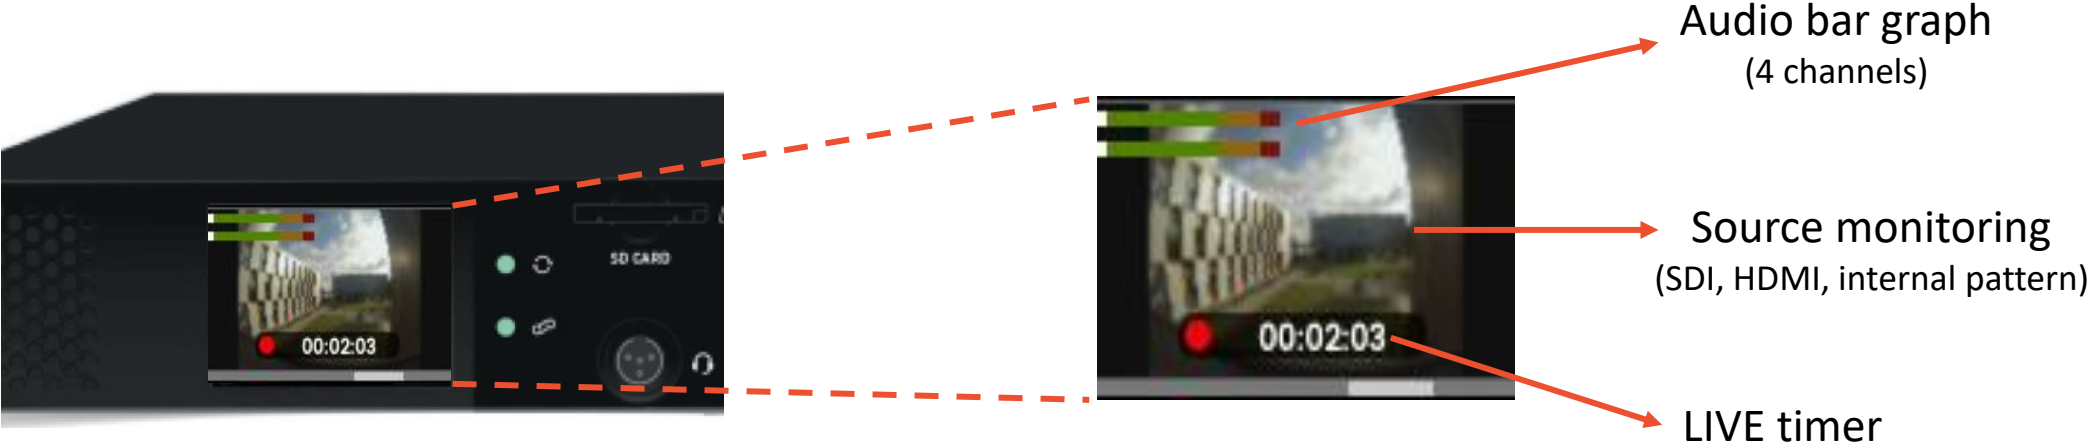 Audio bar graph
(4 channels)
SD CARD
Source monitoring
(SDI, HDMI, internal pattern)
00:02:03
00:02:03
LIVE timer